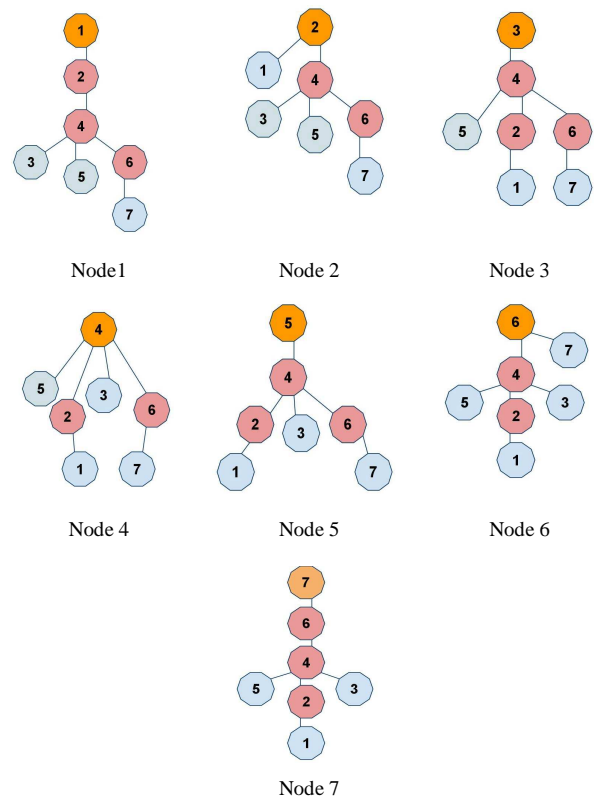 1 2 3
2 4
1 4
2 3 5 6
4 5 2 6
3 5 6 7 1 7
7
Node1 Node 2 Node 3
4 5 6
7
5 3 4 4
2 6 5 3
2 3 6 2
1 7 1 7 1
Node 4 Node 5 Node 6
7
6
4
5 3
2
1
Node 7